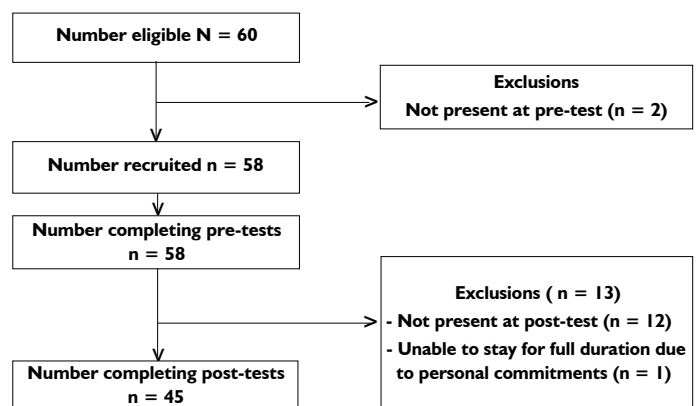 Number eligible N = 60
Exclusions
Not present at pre-test (n = 2)
Number recruited n = 58
Number completing pre-tests
n = 58
Exclusions ( n = 13)
- Not present at post-test (n = 12)
- Unable to stay for full duration due
to personal commitments (n = 1)
Number completing post-tests
n = 45